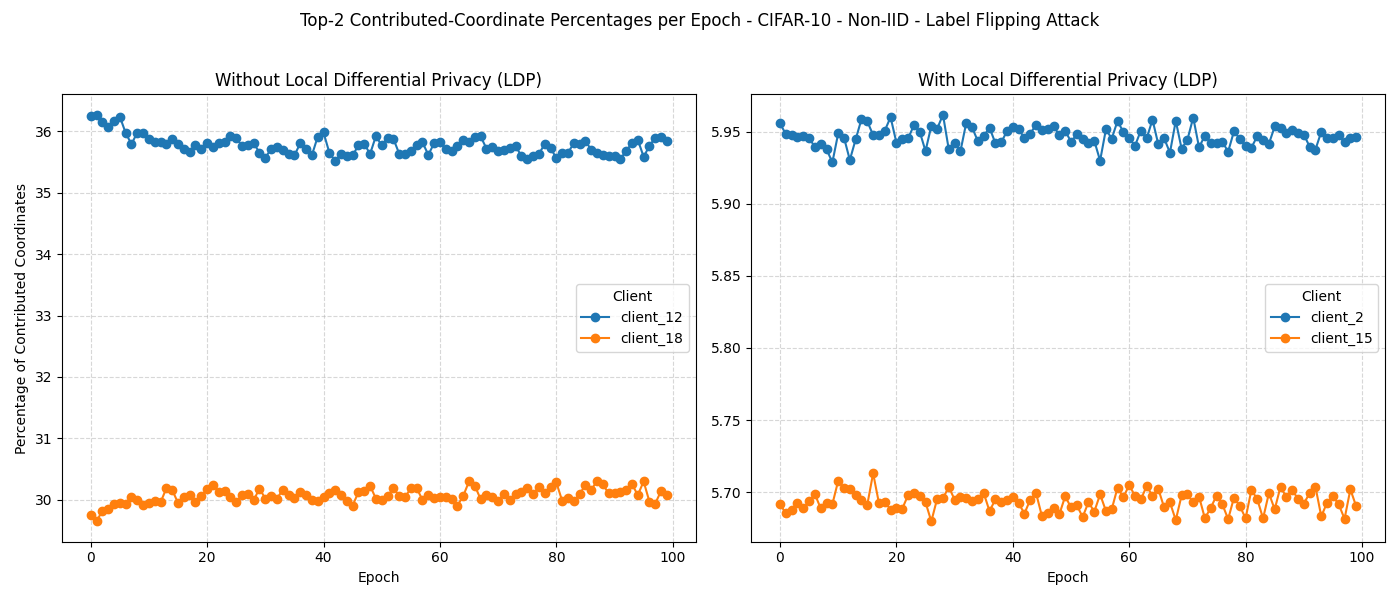 Top-2 Contributed-Coordinate Percentages per Epoch - CIFAR-10 - Non-IID - Label Flipping Attack
Without Local Differential Privacy (LDP)
Percentage of Contributed Coordinates
36
35
34
33
32
31
30
Client
client_12
client_18
0
20
40
60
80
100
Epoch
With Local Differential Privacy (LDP)
5.95
5.90
5.85
5.80
5.75
5.70
Client
client_2
client_15
0
20
40
60
80
100
Epoch